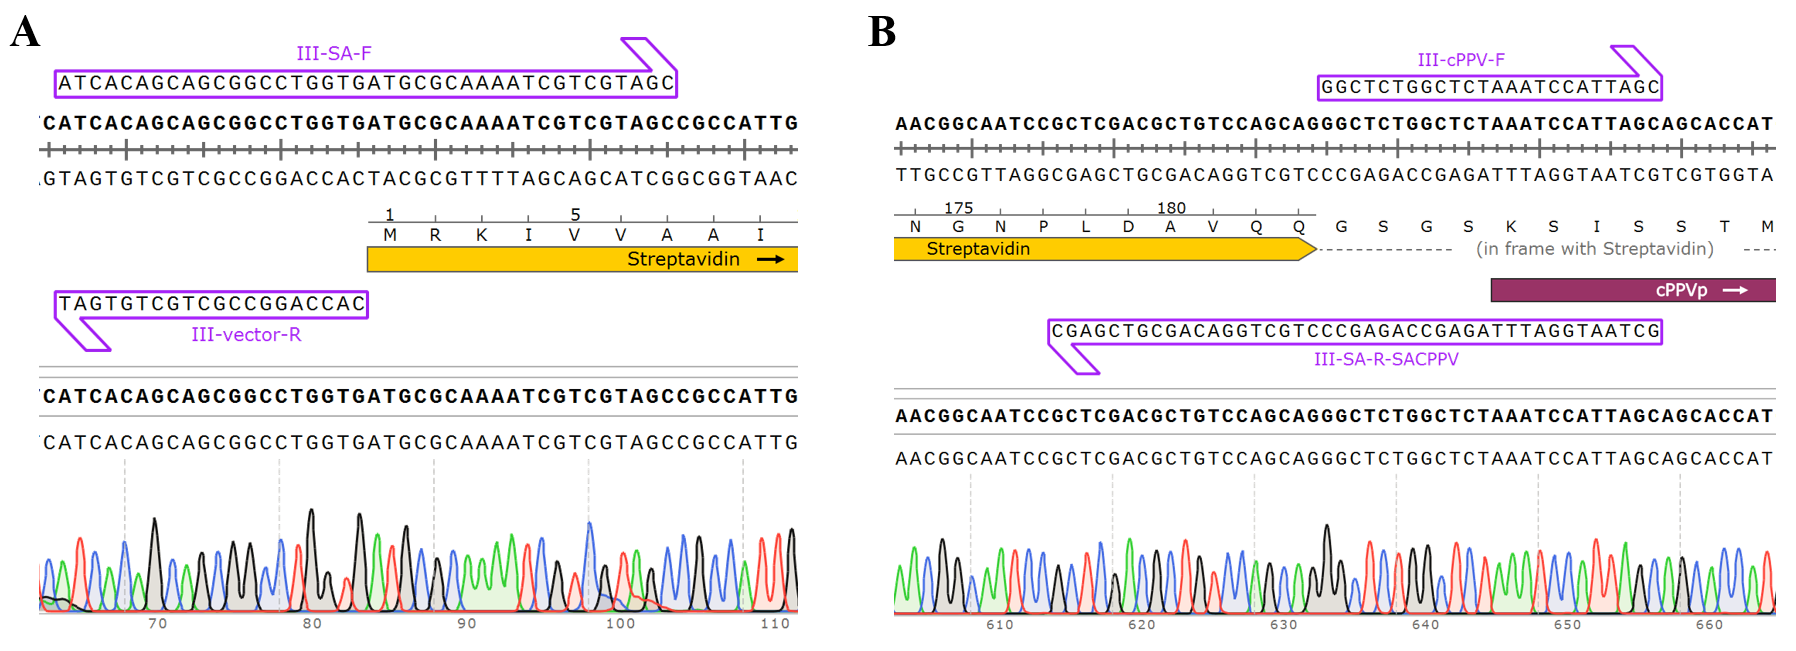 A
III-SA-F
ATCACAGCAGCGGCCTGGTGATGCGCAAAATCGTCGTAGC
CATCACAGCAGCGGCCTGGTGATGCGCAAAATCGTCGTAGCCGCCATTG
GTAGTGTCGTCGCCGGACCACTACGCGTTTTAGCAGCATCGGCGGTAAC
1 5
M R K I V V A A I
Streptavidin
TAGTGTCGTCGCCGGACCAC
III-vector-R
CATCACAGCAGCGGCCTGGTGATGCGCAAAATCGTCGTAGCCGCCATTG
CATCACAGCAGCGGCCTGGTGATGCGCAAAATCGTCGTAGCCGCCATTG
70 80 90 100 110
B
III-cPPV-F
GGCTCTGGCTCTAAATCCATTAGC
AACGGCAATCCGCTCGACGCTGTCCAGCAGGGCTCTGGCTCTAAATCCATTAGCAGCACCAT
TTGCCGTTAGGCGAGCTGCGACAGGTCGTCCCGAGACCGAGATTTAGGTAATCGTCGTGGTA
175 180
N G N P L D A V Q Q G S G S K S I S S T M
Streptavidin (in frame with Streptavidin)
cPPVp
CGAGCTGCGACAGGTCGTCCCGAGACCGAGATTTAGGTAATCG
III-SA-R-SACPPV
AACGGCAATCCGCTCGACGCTGTCCAGCAGGGCTCTGGCTCTAAATCCATTAGCAGCACCAT
AACGGCAATCCGCTCGACGCTGTCCAGCAGGGCTCTGGCTCTAAATCCATTAGCAGCACCAT
610 620 630 640 650 660